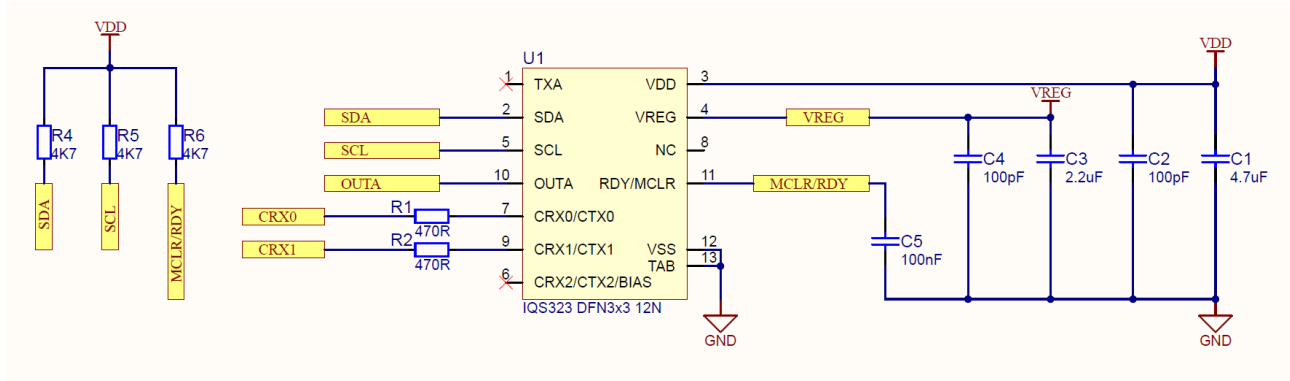 VDD
R4
4K7
R5
4K7
R6
4K7
SDA
SCL
MCLR/RDY
U1
1 TXA
SDA 2 SDA
SCL 5 SCL
OUTA 10 OUTA
CRX0 R1 470R 7 CRX0/CTX0
CRX1 R2 470R 9 CRX1/CTX1
6 CRX2/CTX2/BIAS
VDD 3
VREG 4 VREG
NC 8
RDY/MCLR 11 MCLR/RDY
VSS 12
TAB 13
IQS323 DFN3x3 12N
GND
VREG
VDD
C4
100pF
C3
2.2uF
C2
100pF
C1
4.7uF
C5
100nF
GND